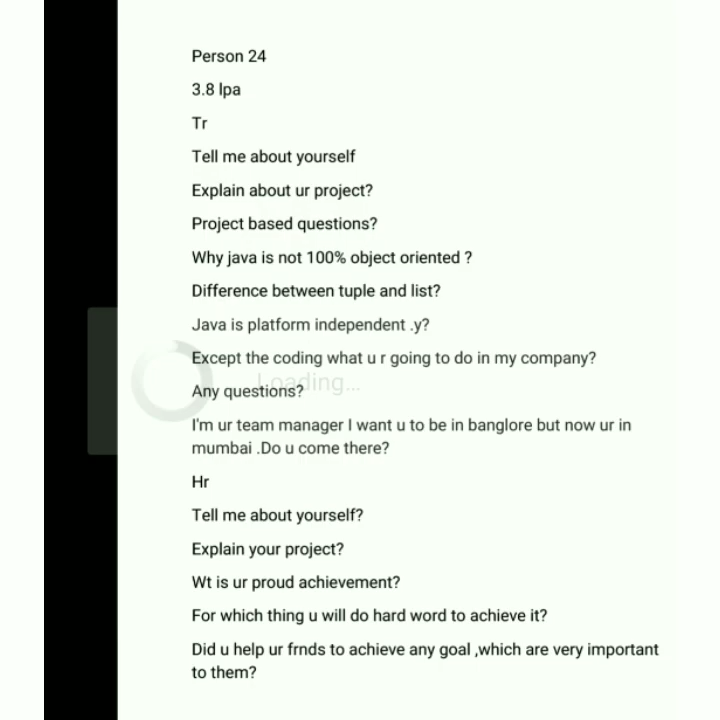 Person 24
3.8 lpa
Tr
Tell me about yourself
Explain about ur project?
Project based questions?
Why java is not 100% object oriented ?
Difference between tuple and list?
Java is platform independent .y?
Except the coding what u r going to do in my company?
Loading...
Any questions?
I'm ur team manager I want u to be in banglore but now ur in
mumbai .Do u come there?
Hr
Tell me about yourself?
Explain your project?
Wt is ur proud achievement?
For which thing u will do hard word to achieve it?
Did u help ur frnds to achieve any goal ,which are very important
to them?